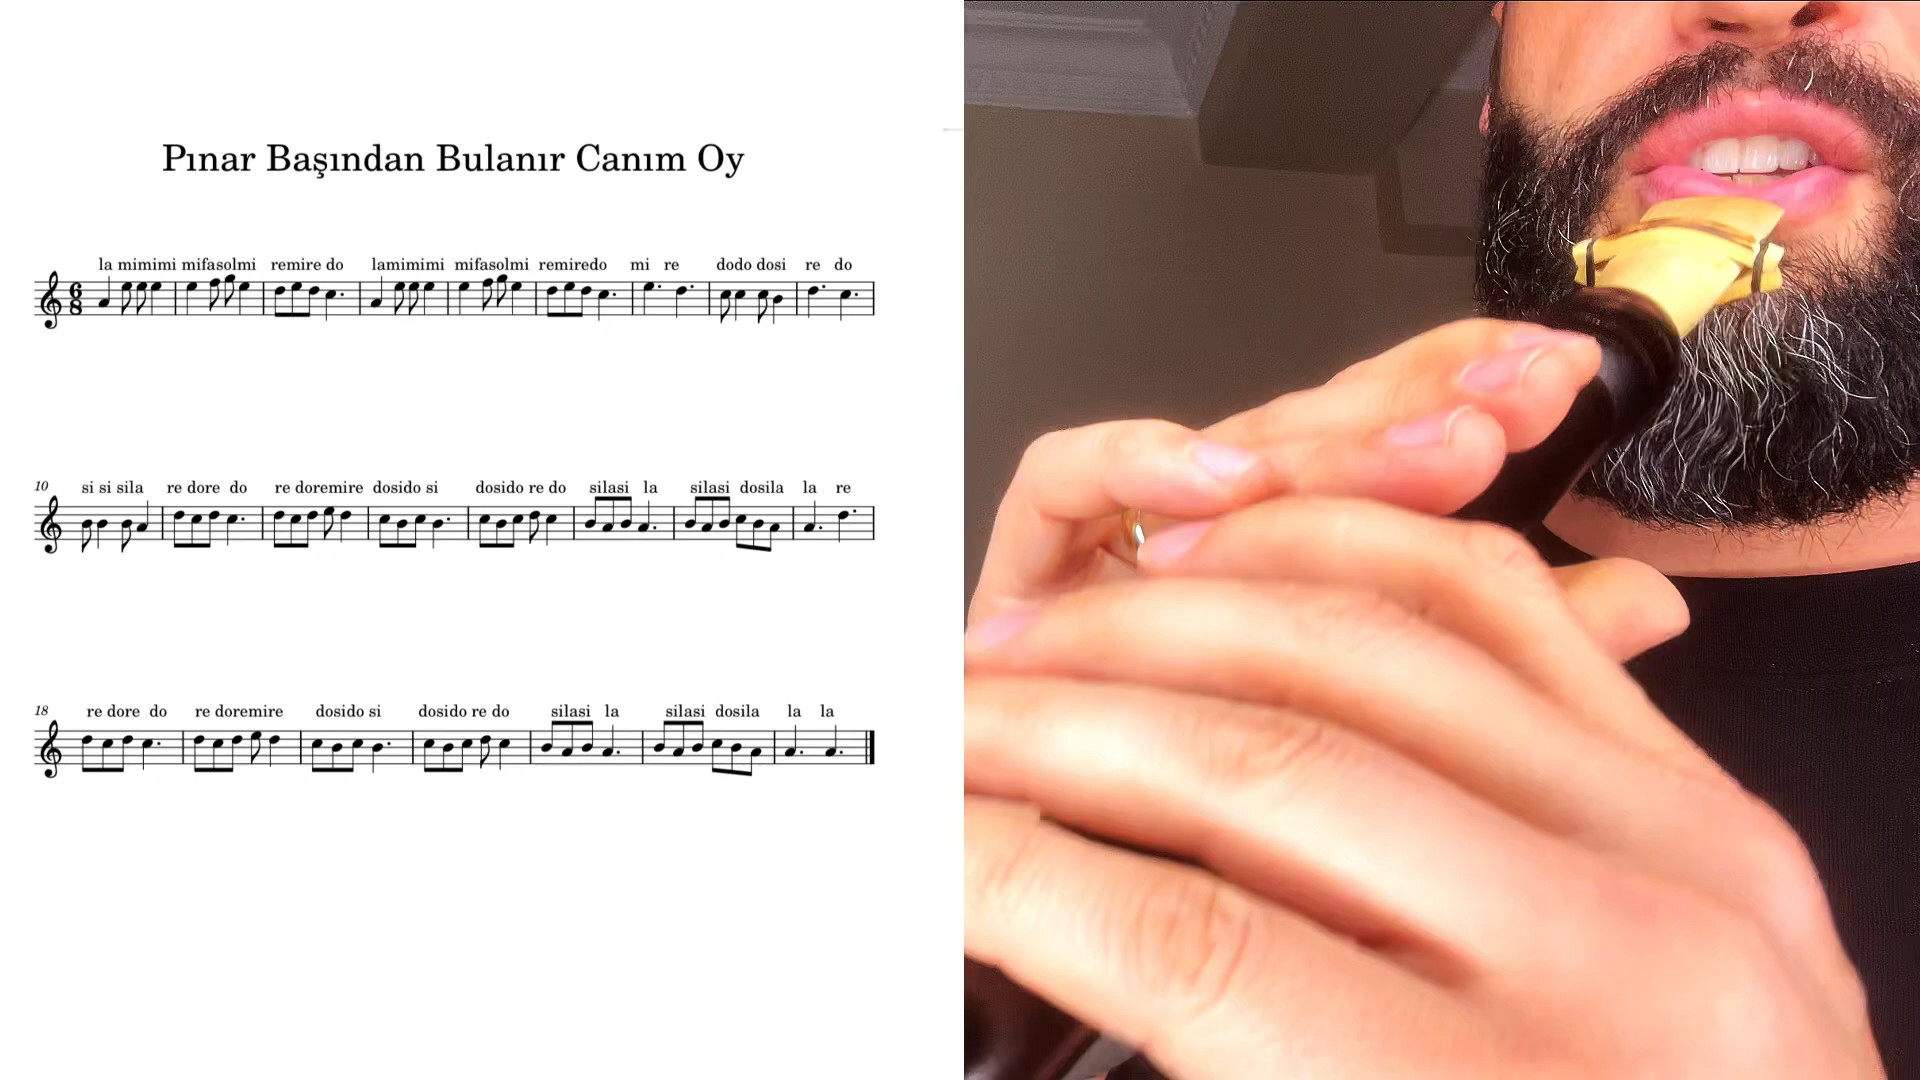 Pınar Başından Bulanır Canım Oy
la mimimi mifasolmi remire do lamimimi mifasolmi remiredo mi re dodo dosi re do
6
8
10
si si sila re dore do re doremire dosido si dosido re do silasi la silasi dosila la re
18
re dore do re doremire dosido si dosido re do silasi la silasi dosila la la